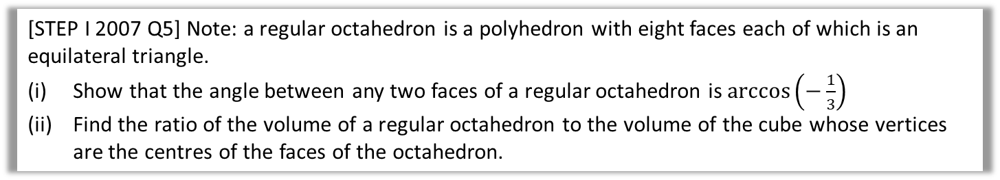 [STEP I 2007 Q5] Note: a regular octahedron is a polyhedron with eight faces each of which is an
equilateral triangle.
(i) Show that the angle between any two faces of a regular octahedron is arccos(−1/3)
(ii) Find the ratio of the volume of a regular octahedron to the volume of the cube whose vertices
are the centres of the faces of the octahedron.